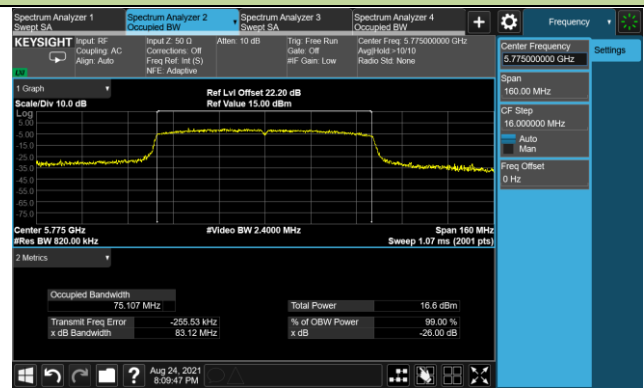 Spectrum Analyzer 1
Swept SA
Spectrum Analyzer 2
Occupied BW
Spectrum Analyzer 3
Swept SA
Spectrum Analyzer 4
Occupied BW
+
Frequency
KEYSIGHT
Input: RF
Coupling: AC
Align: Auto
Input Z: 50 Ω
Corrections: Off
Freq Ref: Int (S)
NFE: Adaptive
Atten: 10 dB
Trig: Free Run
Gate: Off
#IF Gain: Low
Center Freq: 5.775000000 GHz
Avg|Hold:>10/10
Radio Std: None
LVI
Center Frequency
5.775000000 GHz
Settings
Span
160.00 MHz
CF Step
16.000000 MHz
Auto
Man
Freq Offset
0 Hz
1 Graph
Scale/Div 10.0 dB
Ref Lvl Offset 22.20 dB
Ref Value 15.00 dBm
Log
5.00
-5.00
-15.0
-25.0
-35.0
-45.0
-55.0
-65.0
-75.0
Center 5.775 GHz
#Res BW 820.00 kHz
#Video BW 2.4000 MHz
Span 160 MHz
Sweep 1.07 ms (2001 pts)
2 Metrics
Occupied Bandwidth
75.107 MHz
Total Power 16.6 dBm
Transmit Freq Error -255.53 kHz
% of OBW Power 99.00 %
x dB Bandwidth 83.12 MHz
x dB -26.00 dB
?
Aug 24, 2021
8:09:47 PM